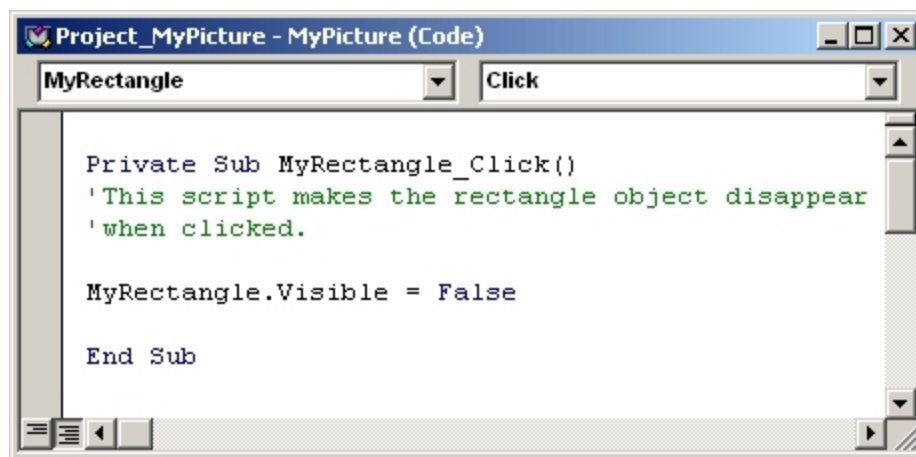 Project_MyPicture - MyPicture (Code)
MyRectangle Click
Private Sub MyRectangle_Click()
'This script makes the rectangle object disappear
'when clicked.
MyRectangle.Visible = False
End Sub